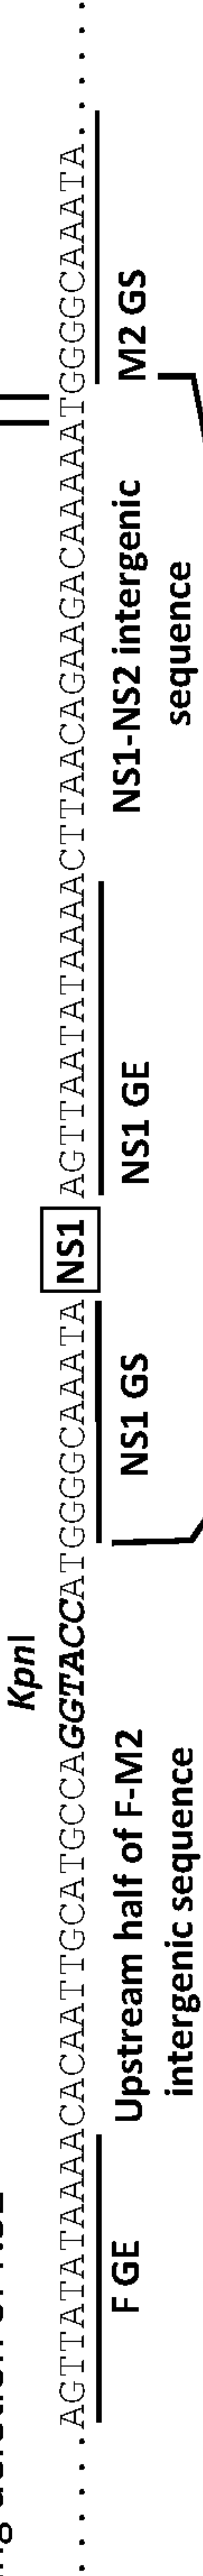 KpnI
......AGTTATATAAAACACAATTGCATGCCAGGTACCATGGGGCAAATA NS1 AGTTAATATAAAACTTAACAGAAGACAAAAATGGGGCAAATA.......
F GE
Upstream half of F-M2
intergenic sequence
NS1 GS
NS1 GE
NS1-NS2 intergenic
sequence
M2 GS